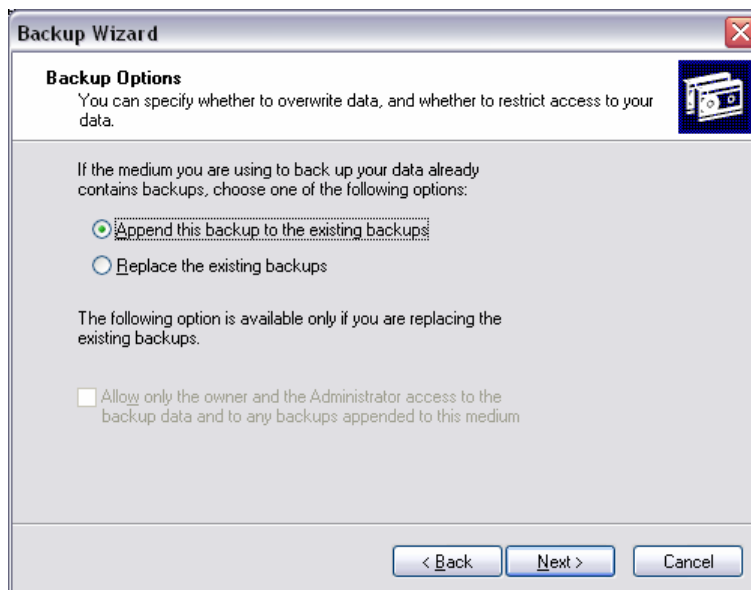 Backup Wizard
Backup Options
You can specify whether to overwrite data, and whether to restrict access to your
data.
If the medium you are using to back up your data already
contains backups, choose one of the following options:
Append this backup to the existing backups
Replace the existing backups
The following option is available only if you are replacing the
existing backups.
Allow only the owner and the Administrator access to the
backup data and to any backups appended to this medium
< Back Next > Cancel